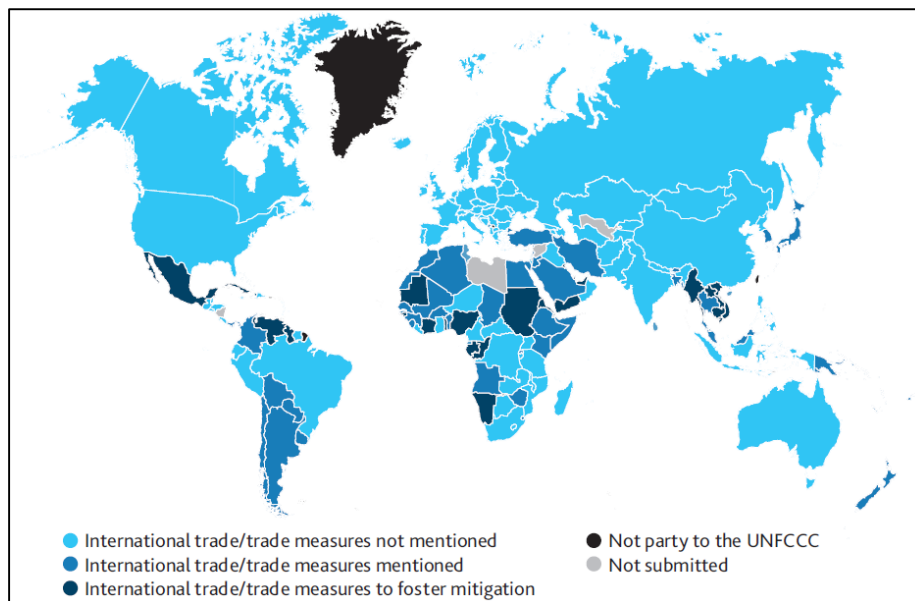 International trade/trade measures not mentioned
International trade/trade measures mentioned
International trade/trade measures to foster mitigation
Not party to the UNFCCC
Not submitted